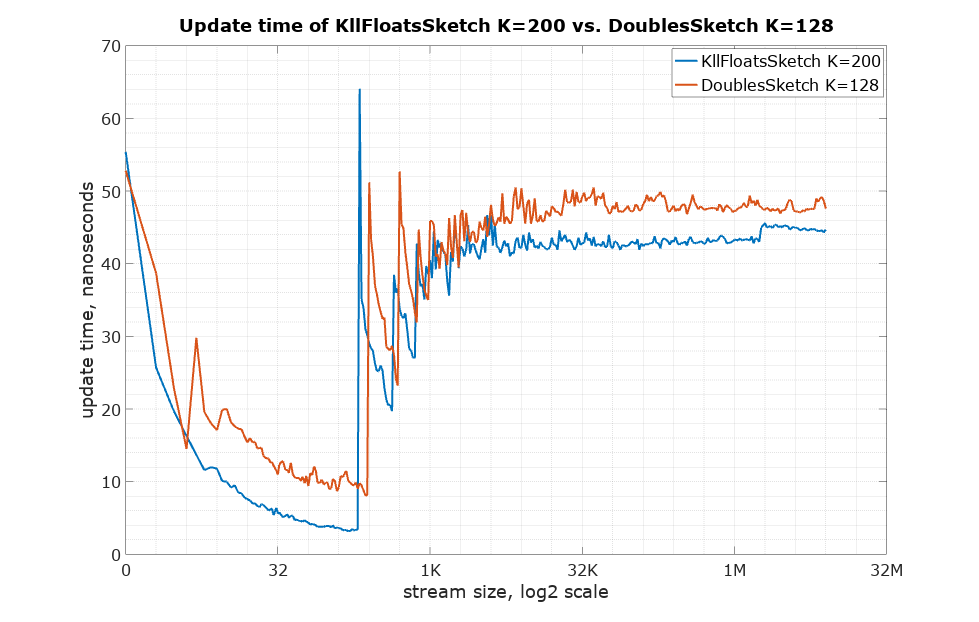 Update time of KllFloatsSketch K=200 vs. DoublesSketch K=128
KllFloatsSketch K=200
DoublesSketch K=128
update time, nanoseconds
70
60
50
40
30
20
10
0
0 32 1K 32K 1M 32M
stream size, log2 scale